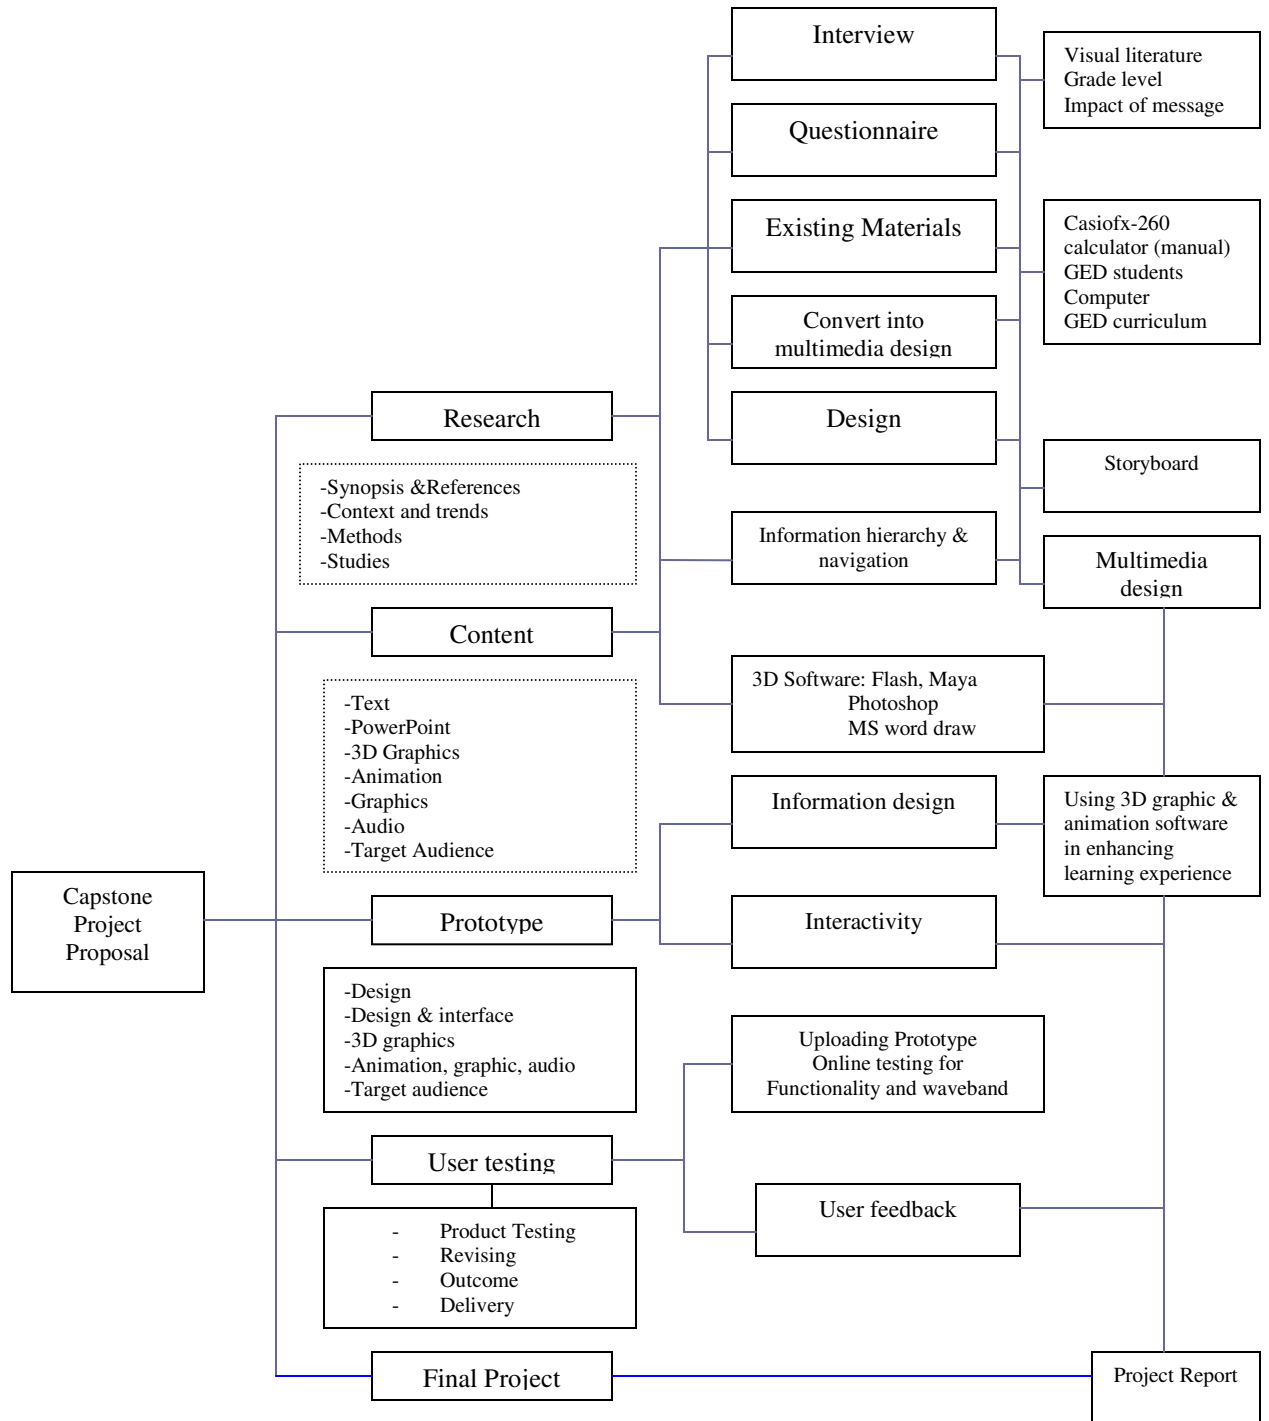 Interview
Visual literature
Grade level
Impact of message
Questionnaire
Existing Materials
Casiofx-260
calculator (manual)
GED students
Computer
GED curriculum
Convert into
multimedia design
Research
Design
-Synopsis &References
-Context and trends
-Methods
-Studies
Storyboard
Information hierarchy &
navigation
Multimedia
design
Content
3D Software: Flash, Maya
Photoshop
MS word draw
-Text
-PowerPoint
-3D Graphics
-Animation
-Graphics
-Audio
-Target Audience
Information design
Using 3D graphic &
animation software
in enhancing
learning experience
Capstone
Project
Proposal
Prototype
Interactivity
-Design
-Design & interface
-3D graphics
-Animation, graphic, audio
-Target audience
Uploading Prototype
Online testing for
Functionality and waveband
User testing
User feedback
- Product Testing
- Revising
- Outcome
- Delivery
Final Project
Project Report